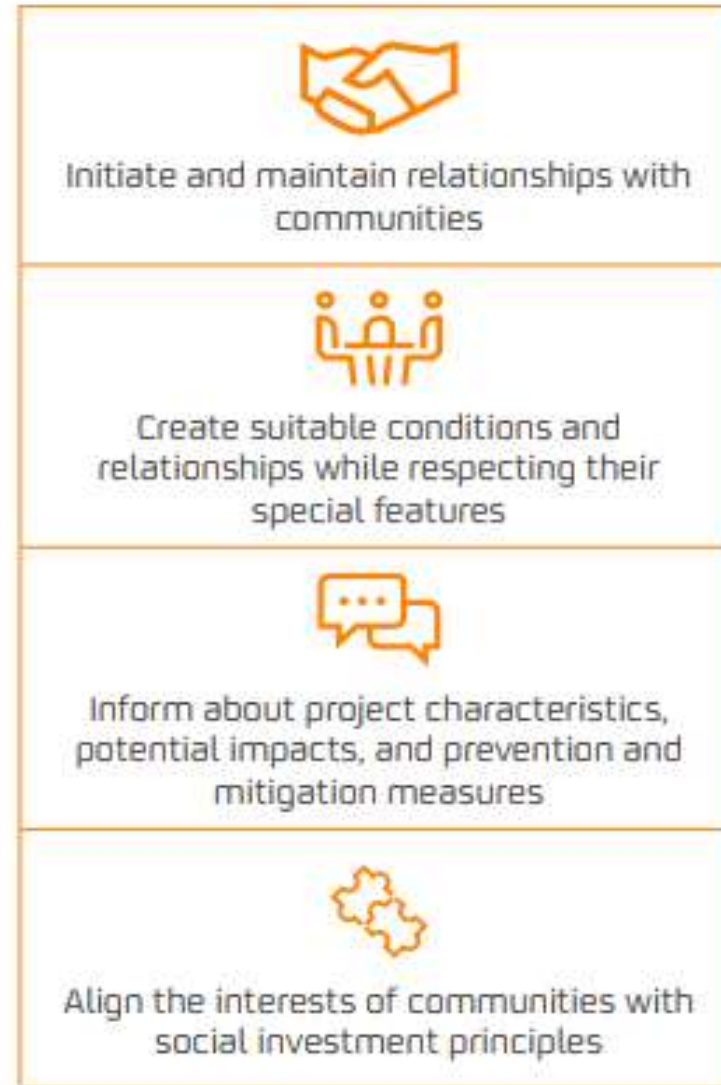 Initiate and maintain relationships with
communities
Create suitable conditions and
relationships while respecting their
special features
Inform about project characteristics,
potential impacts, and prevention and
mitigation measures
Align the interests of communities with
social investment principles